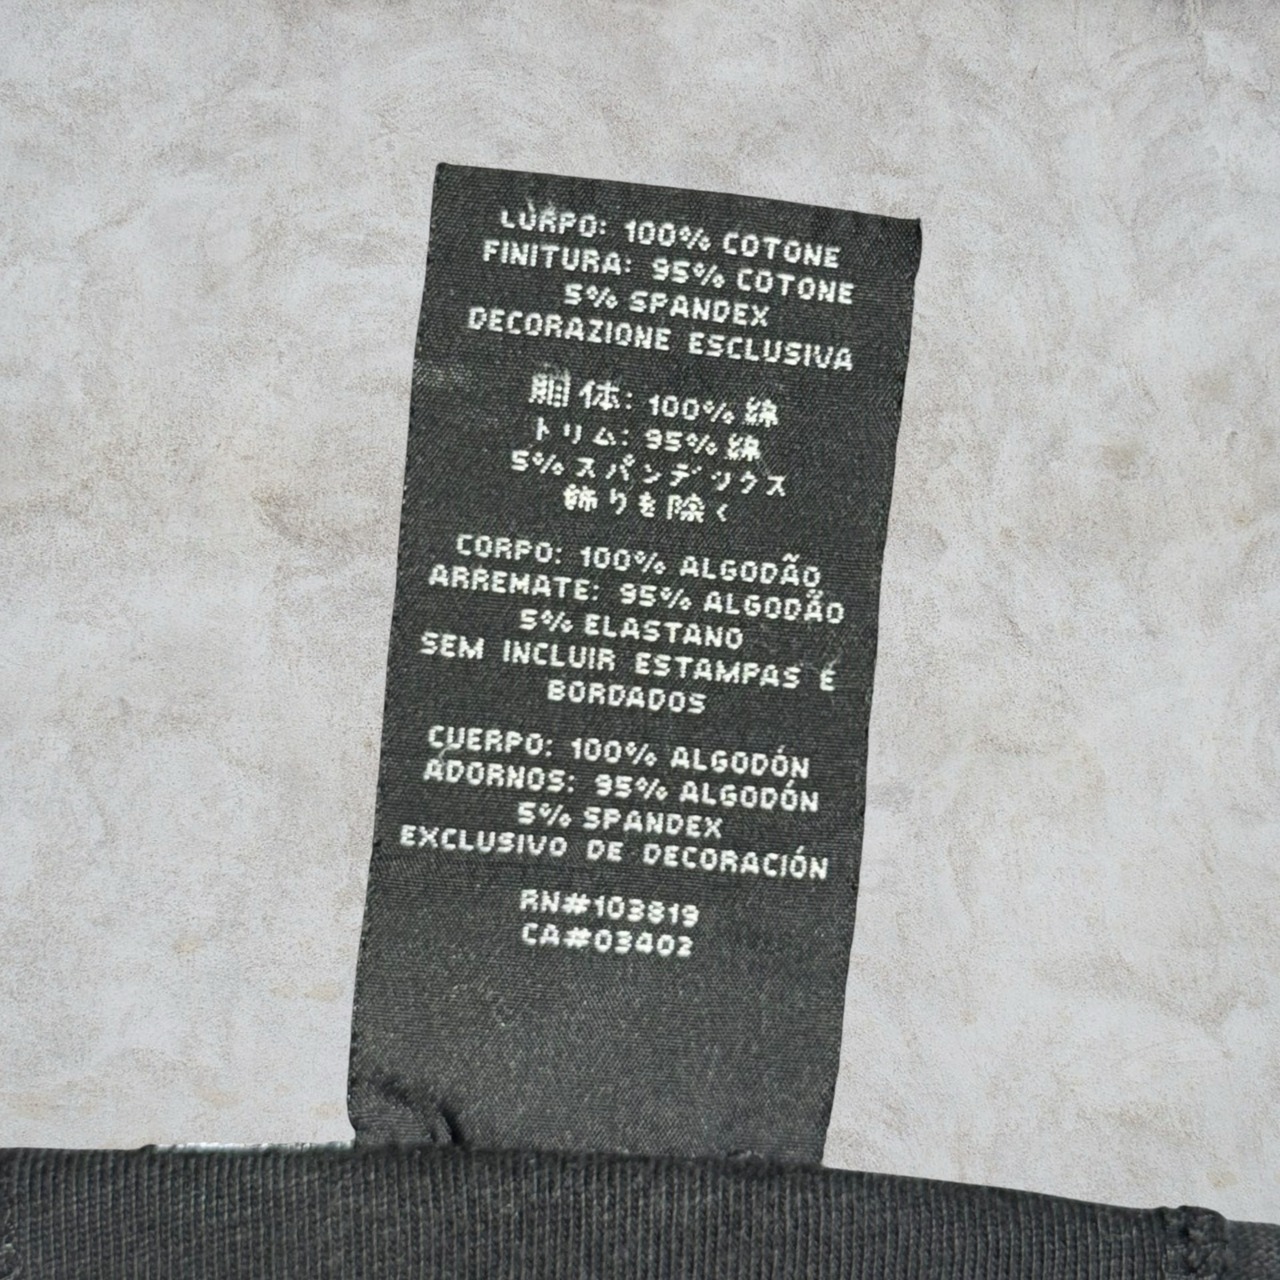 CORPO: 100% COTONE
FINITURA: 95% COTONE
5% SPANDEX
DECORAZIONE ESCLUSIVA
胴体: 100% 綿
トリム: 95% 綿
5% スパンデックス
飾りを除く
CORPO: 100% ALGODÃO
ARREMATE: 95% ALGODÃO
5% ELASTANO
SEM INCLUIR ESTAMPAS E
BORDADOS
CUERPO: 100% ALGODÓN
ADORNOS: 95% ALGODÓN
5% SPANDEX
EXCLUSIVO DE DECORACIÓN
RN#103819
CA#03402